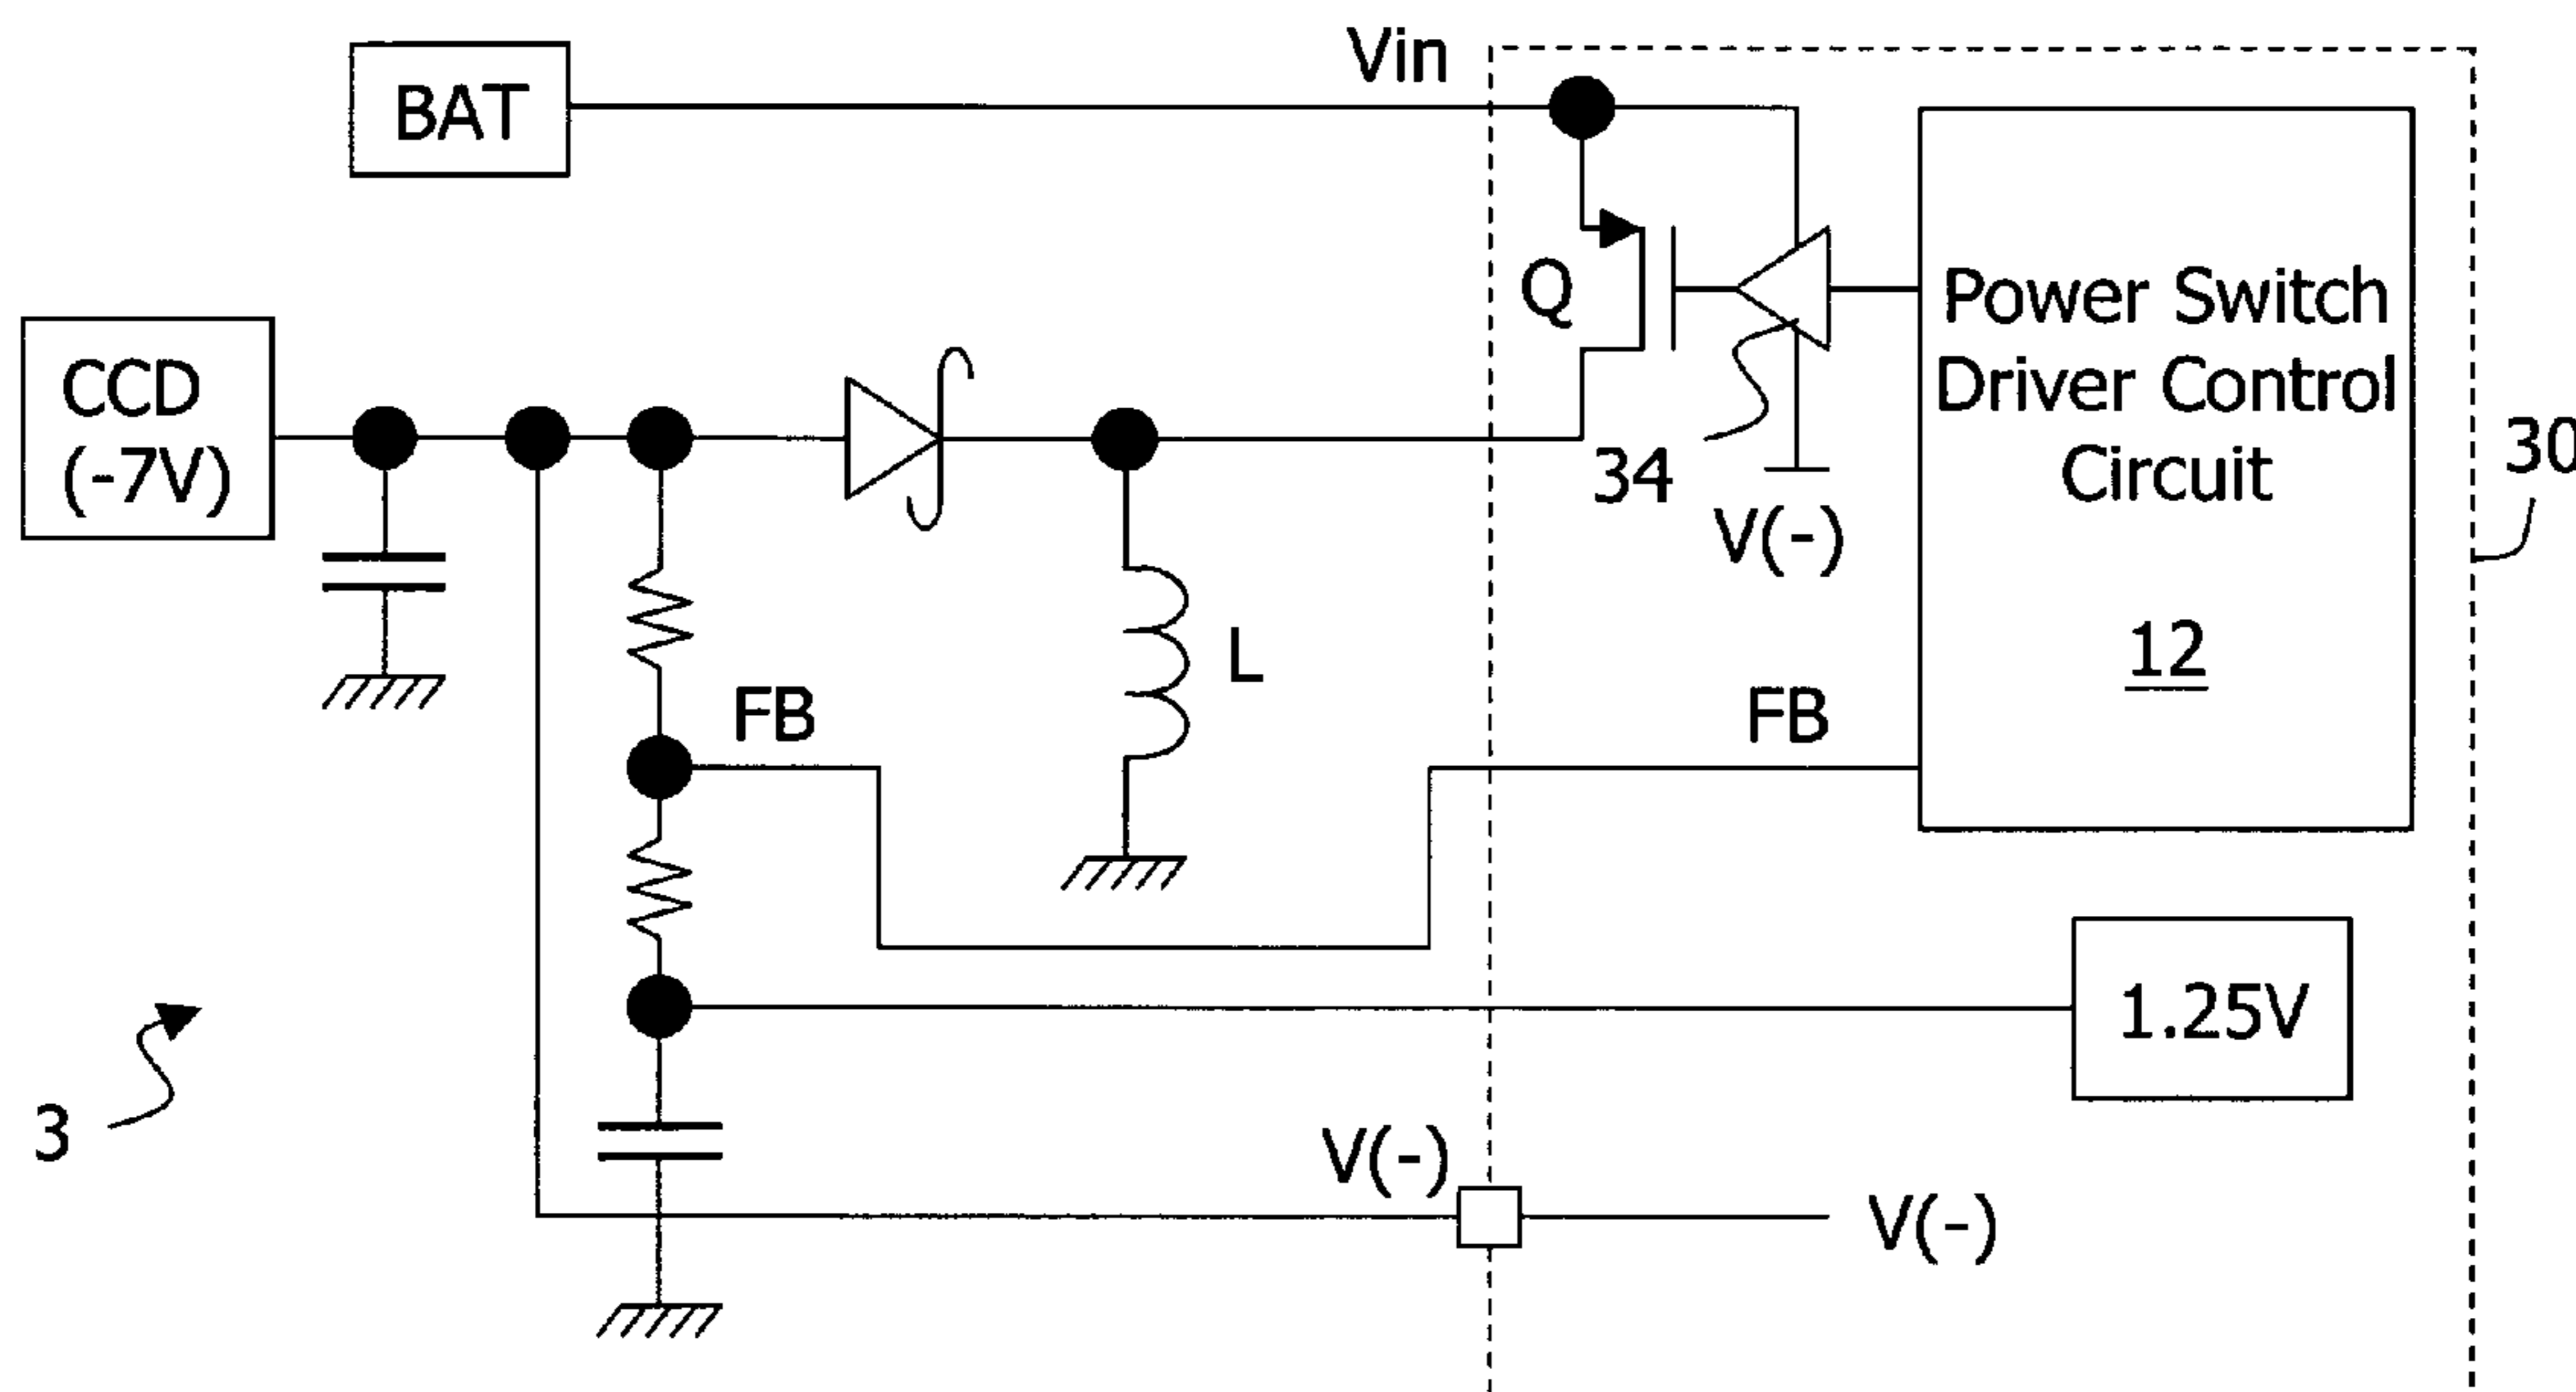 Vin
BAT
Q
Power Switch
Driver Control
Circuit
12
CCD
(-7V)
34
V(-)
30
L
FB
FB
1.25V
3
V(-)
V(-)